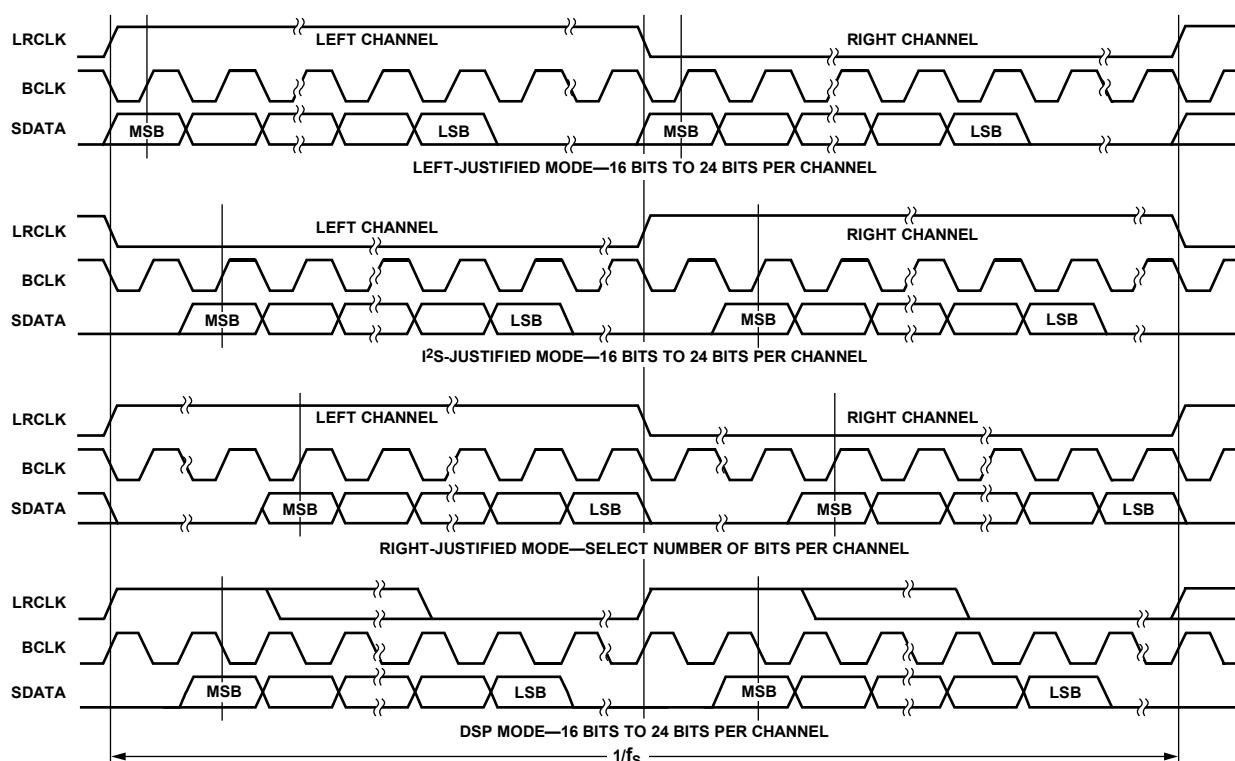 LRCLK LEFT CHANNEL RIGHT CHANNEL
BCLK
SDATA MSB LSB MSB LSB
LEFT-JUSTIFIED MODE—16 BITS TO 24 BITS PER CHANNEL
LRCLK LEFT CHANNEL RIGHT CHANNEL
BCLK
SDATA MSB LSB MSB LSB
I²S-JUSTIFIED MODE—16 BITS TO 24 BITS PER CHANNEL
LRCLK LEFT CHANNEL RIGHT CHANNEL
BCLK
SDATA MSB LSB MSB LSB
RIGHT-JUSTIFIED MODE—SELECT NUMBER OF BITS PER CHANNEL
LRCLK
BCLK
SDATA MSB LSB MSB LSB
DSP MODE—16 BITS TO 24 BITS PER CHANNEL
1/fS